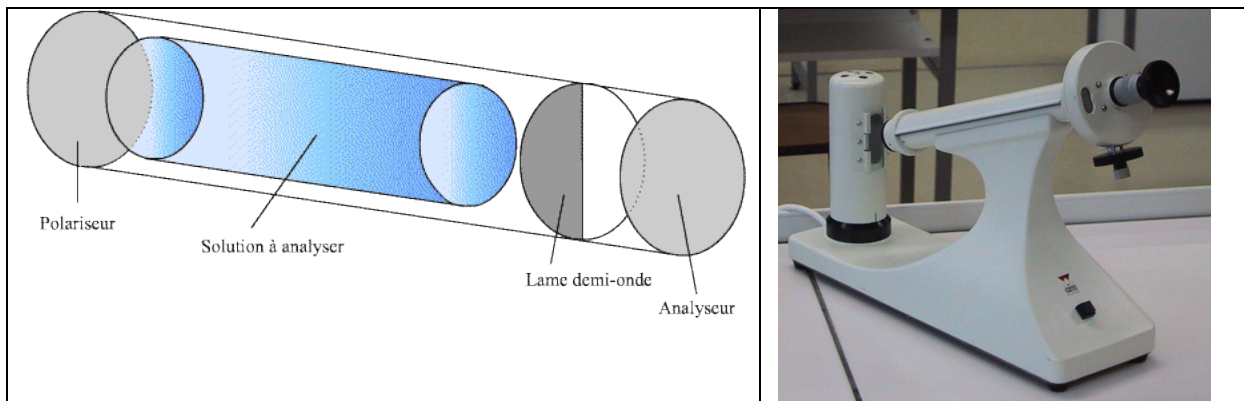 Polariseur
Solution à analyser
Lame demi-onde
Analyseur